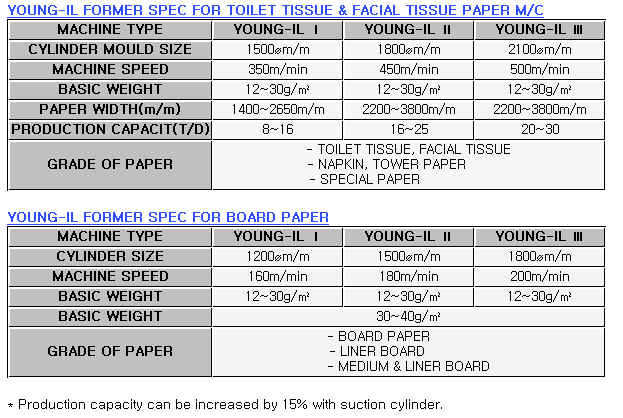 YOUNG-IL FORMER SPEC FOR TOILET TISSUE & FACIAL TISSUE PAPER M/C
MACHINE TYPE YOUNG-IL Ⅰ YOUNG-IL Ⅱ YOUNG-IL Ⅲ
CYLINDER MOULD SIZE 1500øm/m 1800øm/m 2100øm/m
MACHINE SPEED 350m/min 450m/min 500m/min
BASIC WEIGHT 12~30g/㎡ 12~30g/㎡ 12~30g/㎡
PAPER WIDTH(m/m) 1400~2650m/m 2200~3800m/m 2200~3800m/m
PRODUCTION CAPACIT(T/D) 8~16 16~25 20~30
GRADE OF PAPER
- TOILET TISSUE, FACIAL TISSUE
- NAPKIN, TOWER PAPER
- SPECIAL PAPER
YOUNG-IL FORMER SPEC FOR BOARD PAPER
MACHINE TYPE YOUNG-IL Ⅰ YOUNG-IL Ⅱ YOUNG-IL Ⅲ
CYLINDER SIZE 1200øm/m 1500øm/m 1800øm/m
MACHINE SPEED 160m/min 180m/min 200m/min
BASIC WEIGHT 12~30g/㎡ 12~30g/㎡ 12~30g/㎡
BASIC WEIGHT 30~40g/㎡
GRADE OF PAPER
- BOARD PAPER
- LINER BOARD
- MEDIUM & LINER BOARD
* Production capacity can be increased by 15% with suction cylinder.